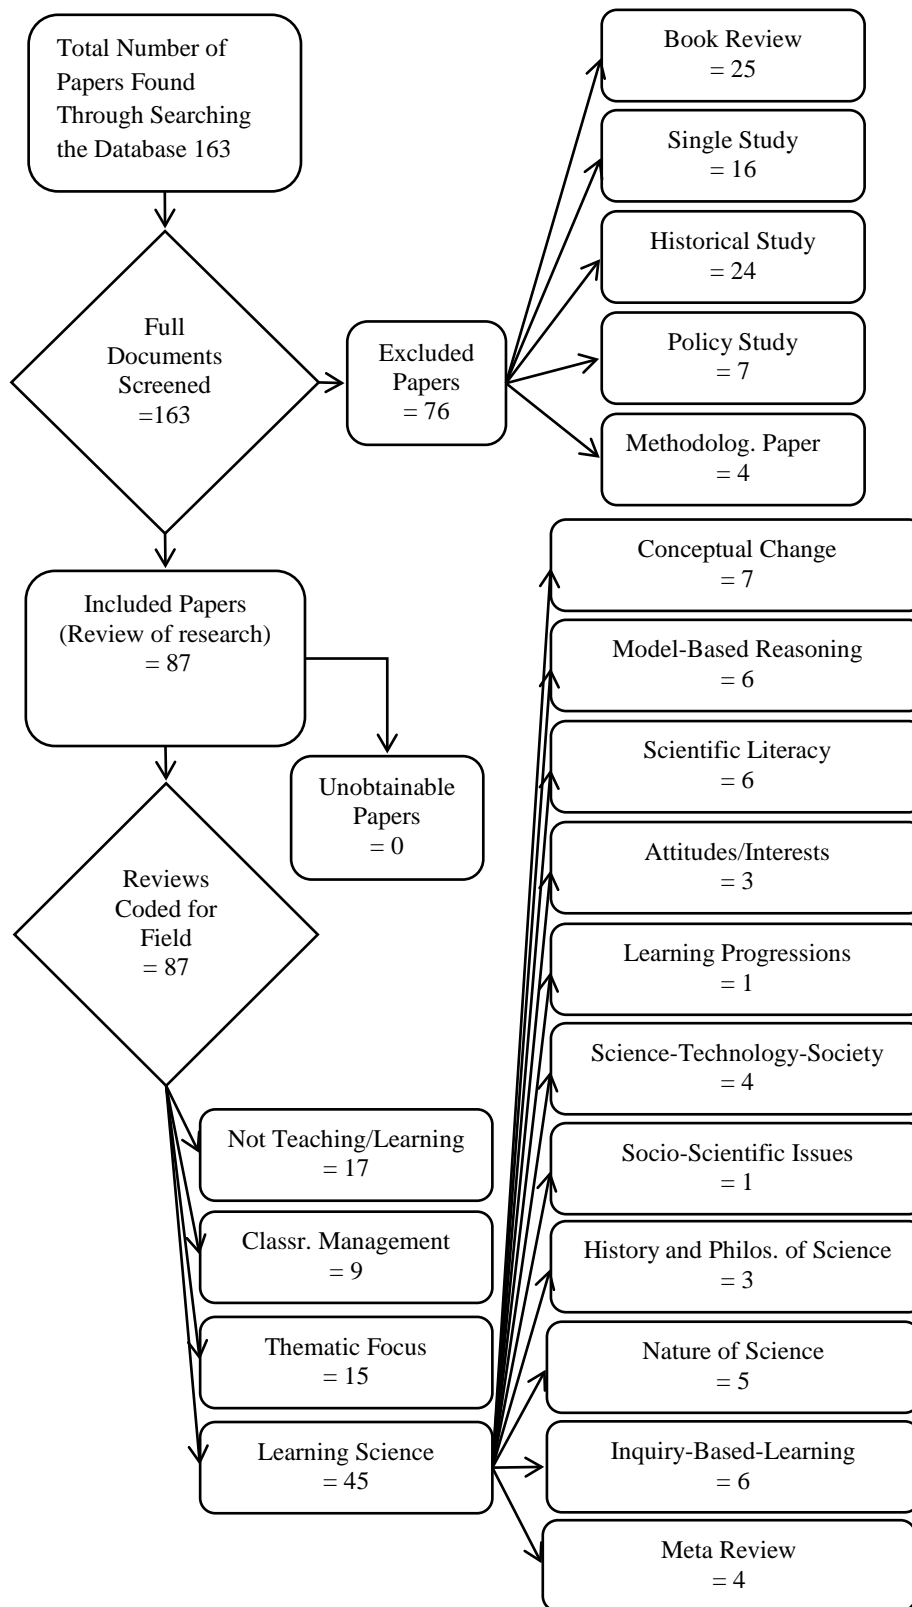 Total Number of
Papers Found
Through Searching
the Database 163
Full
Documents
Screened
=163
Excluded
Papers
= 76
Book Review
= 25
Single Study
= 16
Historical Study
= 24
Policy Study
= 7
Methodolog. Paper
= 4
Included Papers
(Review of research)
= 87
Unobtainable
Papers
= 0
Reviews
Coded for
Field
= 87
Not Teaching/Learning
= 17
Classr. Management
= 9
Thematic Focus
= 15
Learning Science
= 45
Conceptual Change
= 7
Model-Based Reasoning
= 6
Scientific Literacy
= 6
Attitudes/Interests
= 3
Learning Progressions
= 1
Science-Technology-Society
= 4
Socio-Scientific Issues
= 1
History and Philos. of Science
= 3
Nature of Science
= 5
Inquiry-Based-Learning
= 6
Meta Review
= 4